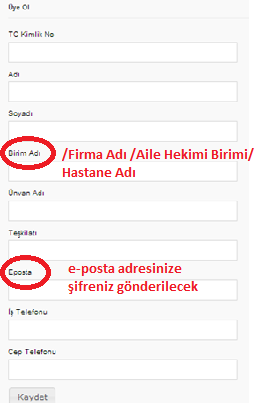 Üye Ol
TC Kimlik No
Adı
Soyadı
Birim Adı /Firma Adı /Aile Hekimi Birimi/
Hastane Adı
Ünvan Adı
Teşkilatı
Eposta e-posta adresinize
şifreniz gönderilecek
İş Telefonu
Cep Telefonu
Kaydet